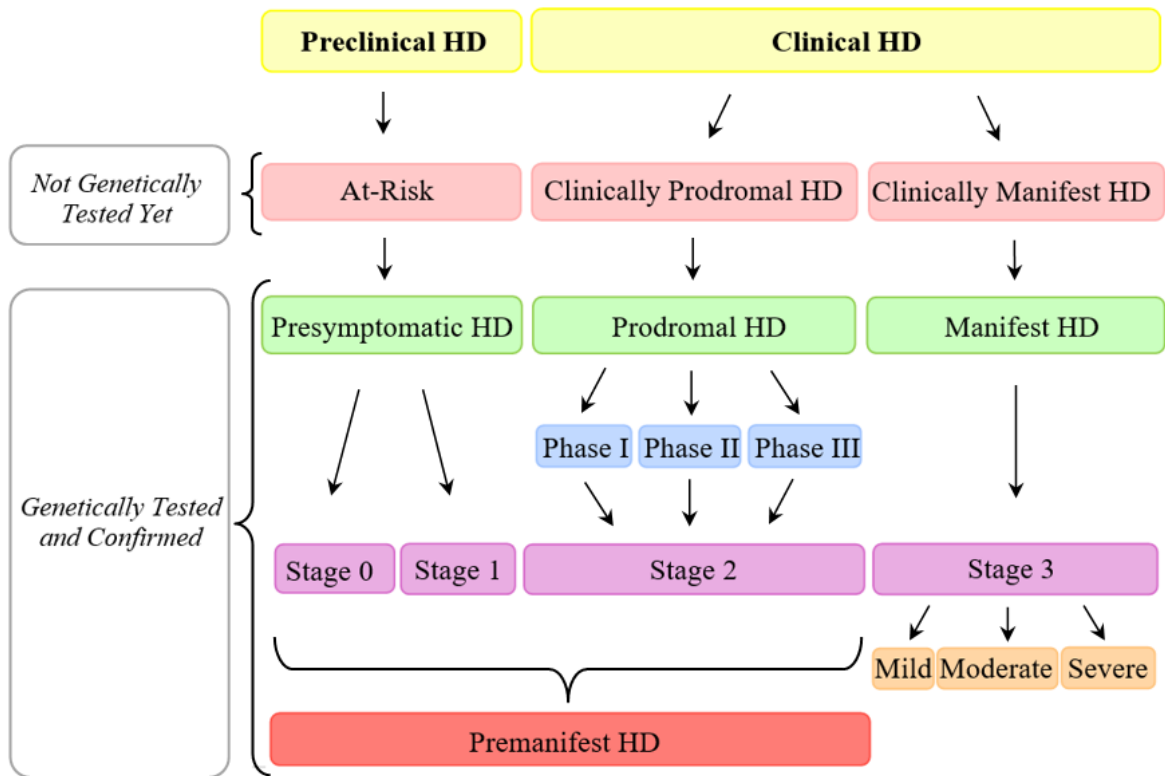 Preclinical HD
Clinical HD
Not Genetically
Tested Yet
At-Risk
Clinically Prodromal HD
Clinically Manifest HD
Genetically Tested
and Confirmed
Presymptomatic HD
Prodromal HD
Manifest HD
Phase I
Phase II
Phase III
Stage 0
Stage 1
Stage 2
Stage 3
Mild
Moderate
Severe
Premanifest HD